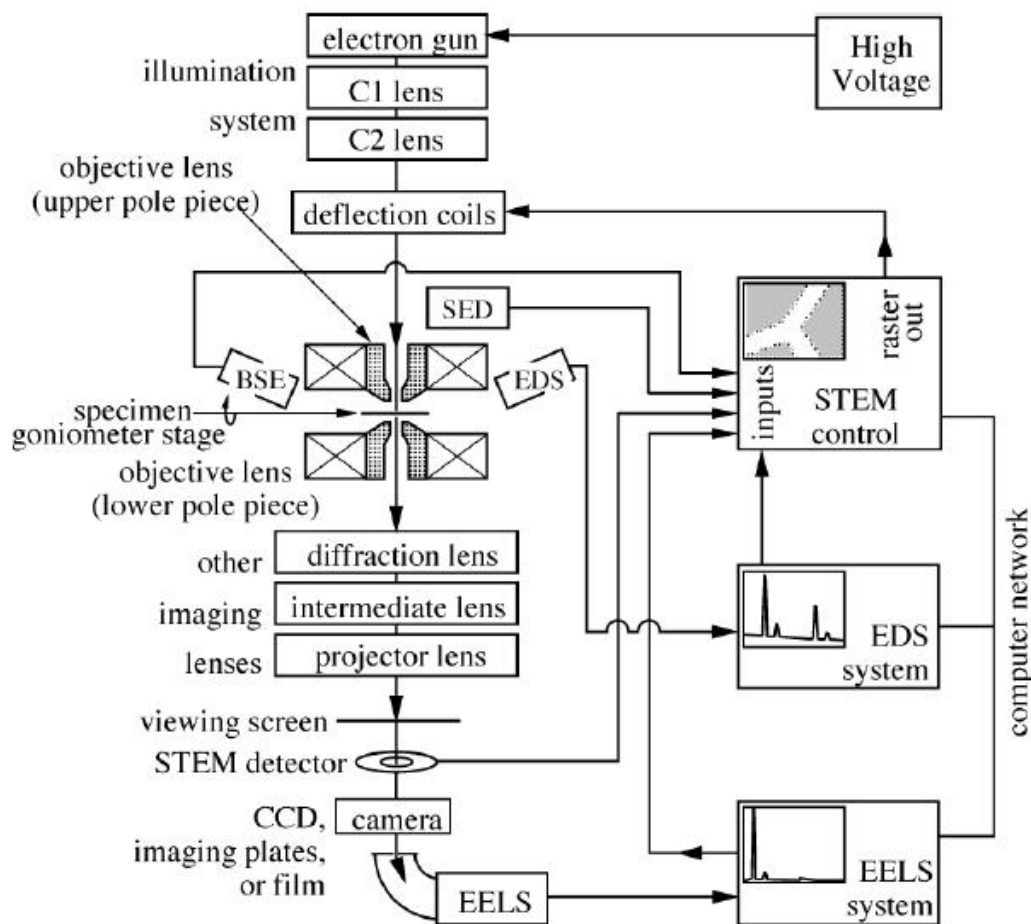 electron gun
High
Voltage
illumination
C1 lens
system
C2 lens
objective lens
(upper pole piece)
deflection coils
SED
raster
out
BSE
EDS
inputs
STEM
control
specimen
goniometer stage
objective lens
(lower pole piece)
computer network
other
diffraction lens
imaging
intermediate lens
lenses
projector lens
EDS
system
viewing screen
STEM detector
CCD,
camera
imaging plates,
or film
EELS
EELS
system